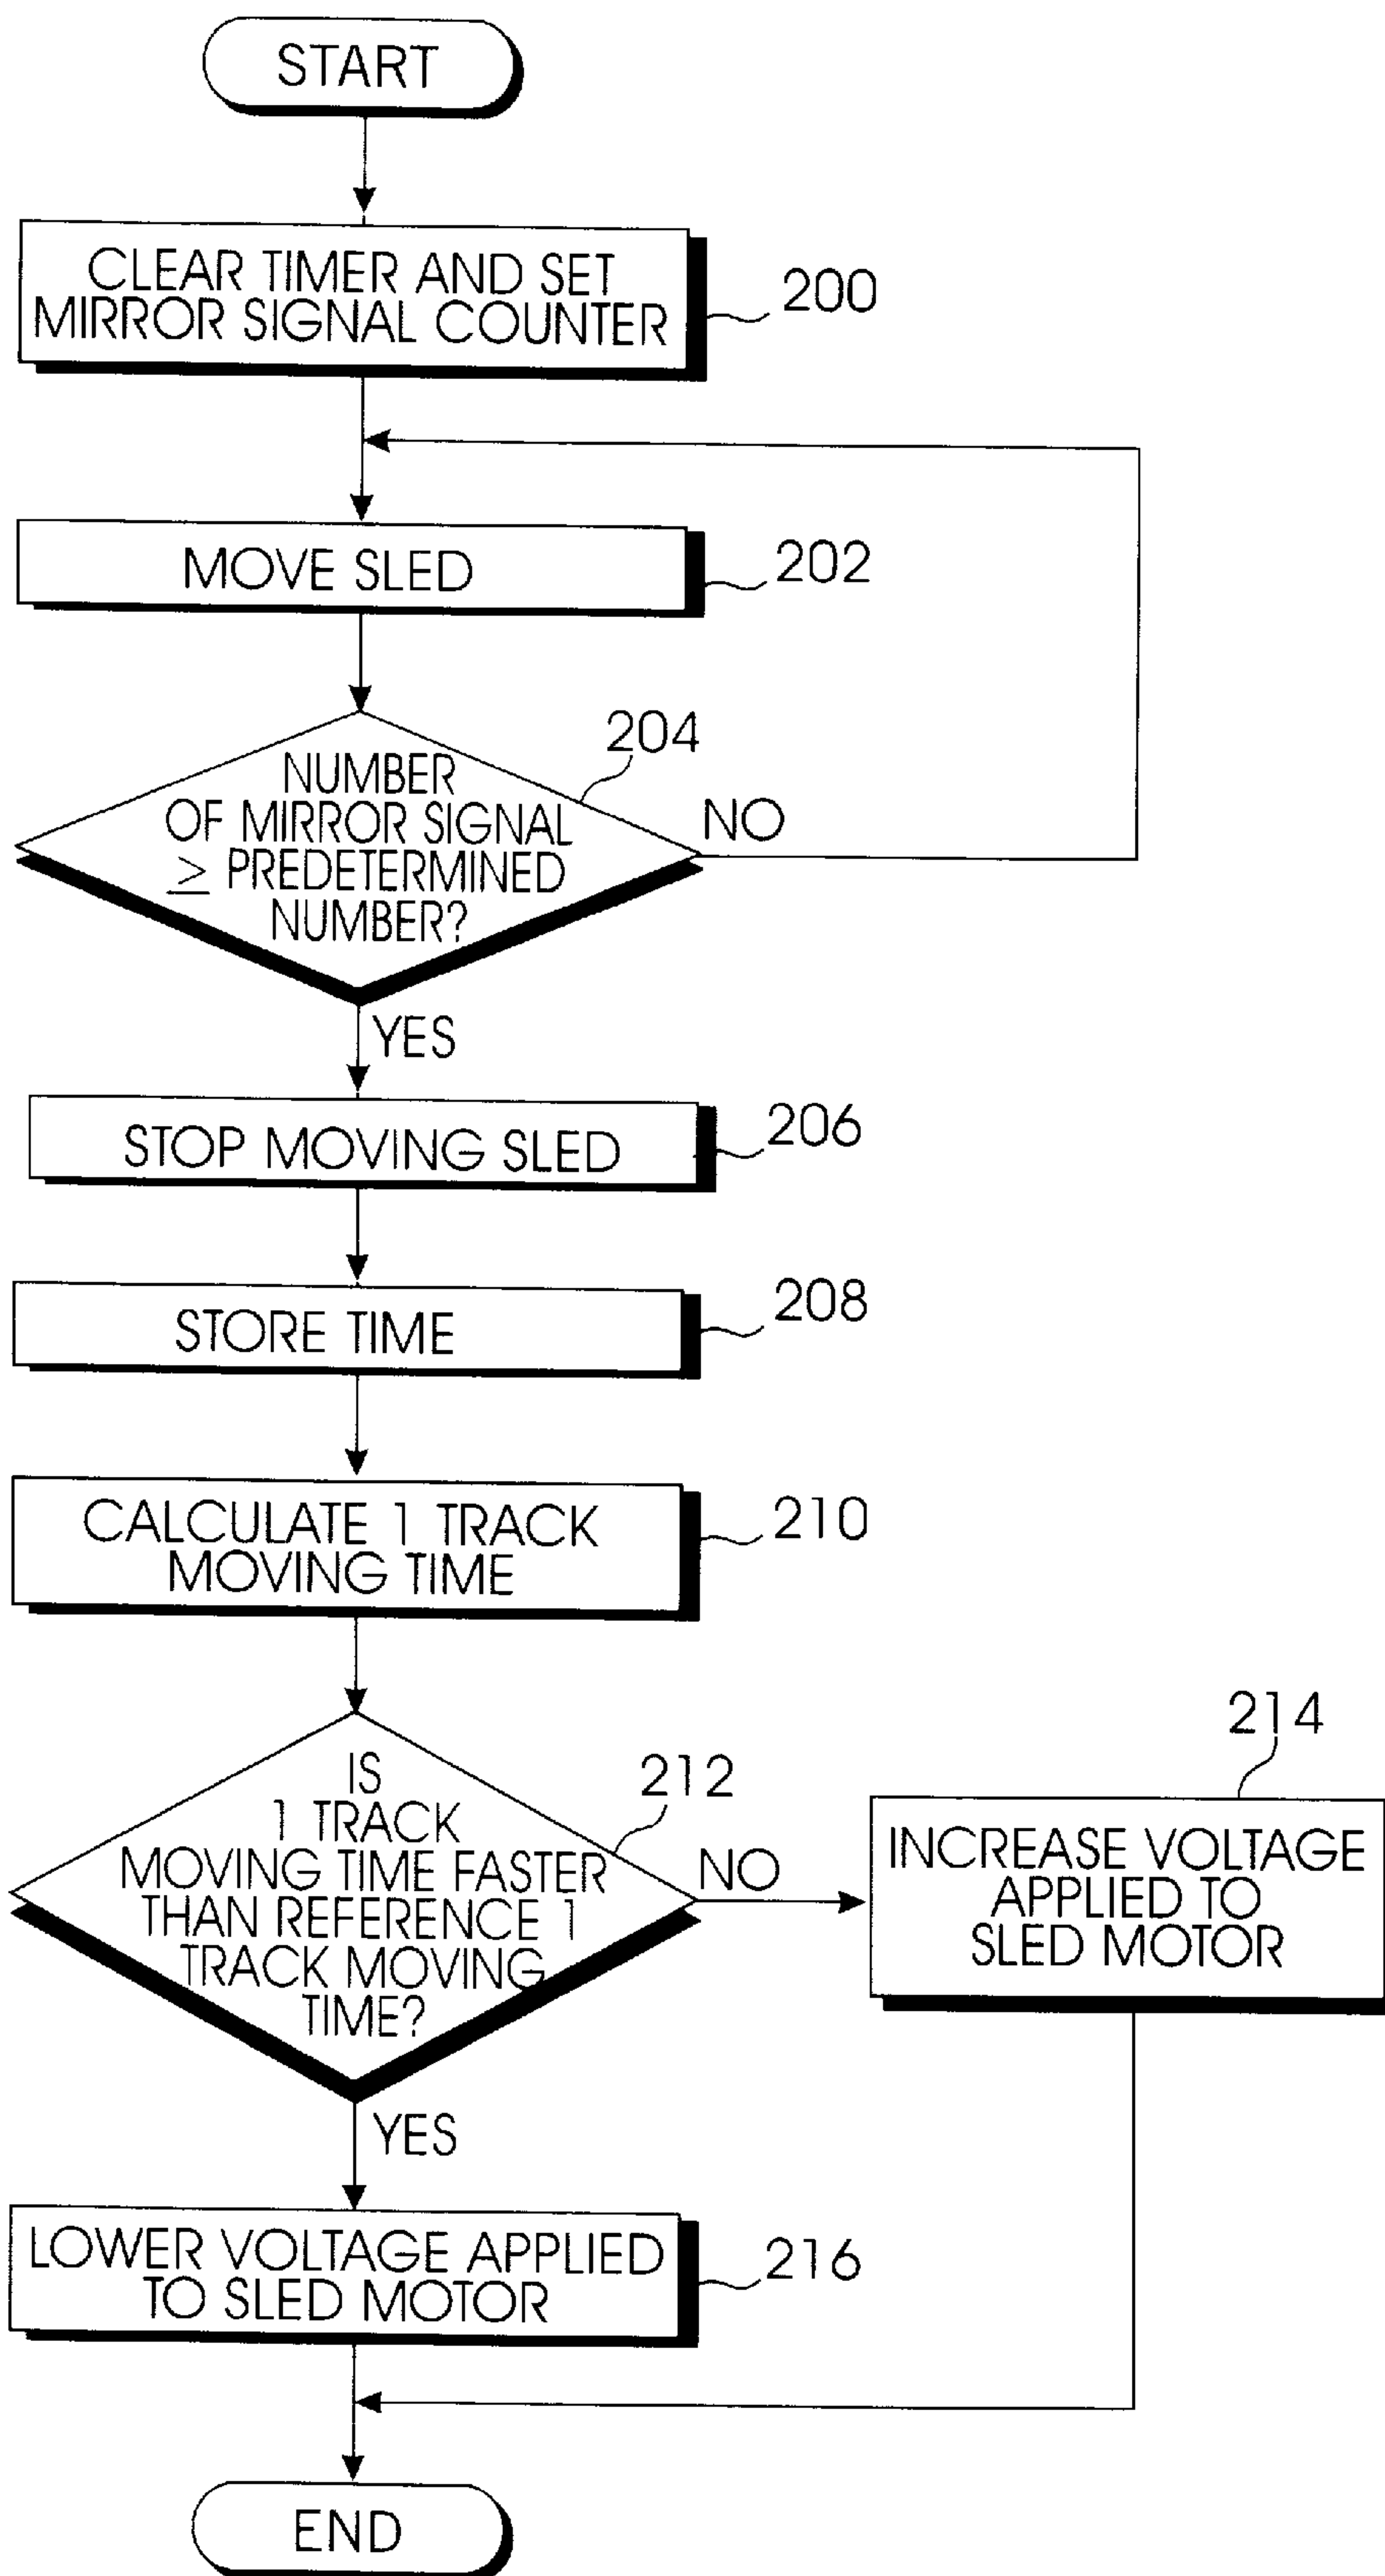 START
CLEAR TIMER AND SET
MIRROR SIGNAL COUNTER
200
MOVE SLED
202
204
NUMBER
OF MIRROR SIGNAL
≥ PREDETERMINED
NUMBER?
NO
YES
STOP MOVING SLED
206
STORE TIME
208
CALCULATE 1 TRACK
MOVING TIME
210
212
IS
1 TRACK
MOVING TIME FASTER
THAN REFERENCE 1
TRACK MOVING
TIME?
NO
214
INCREASE VOLTAGE
APPLIED TO
SLED MOTOR
YES
LOWER VOLTAGE APPLIED
TO SLED MOTOR
216
END